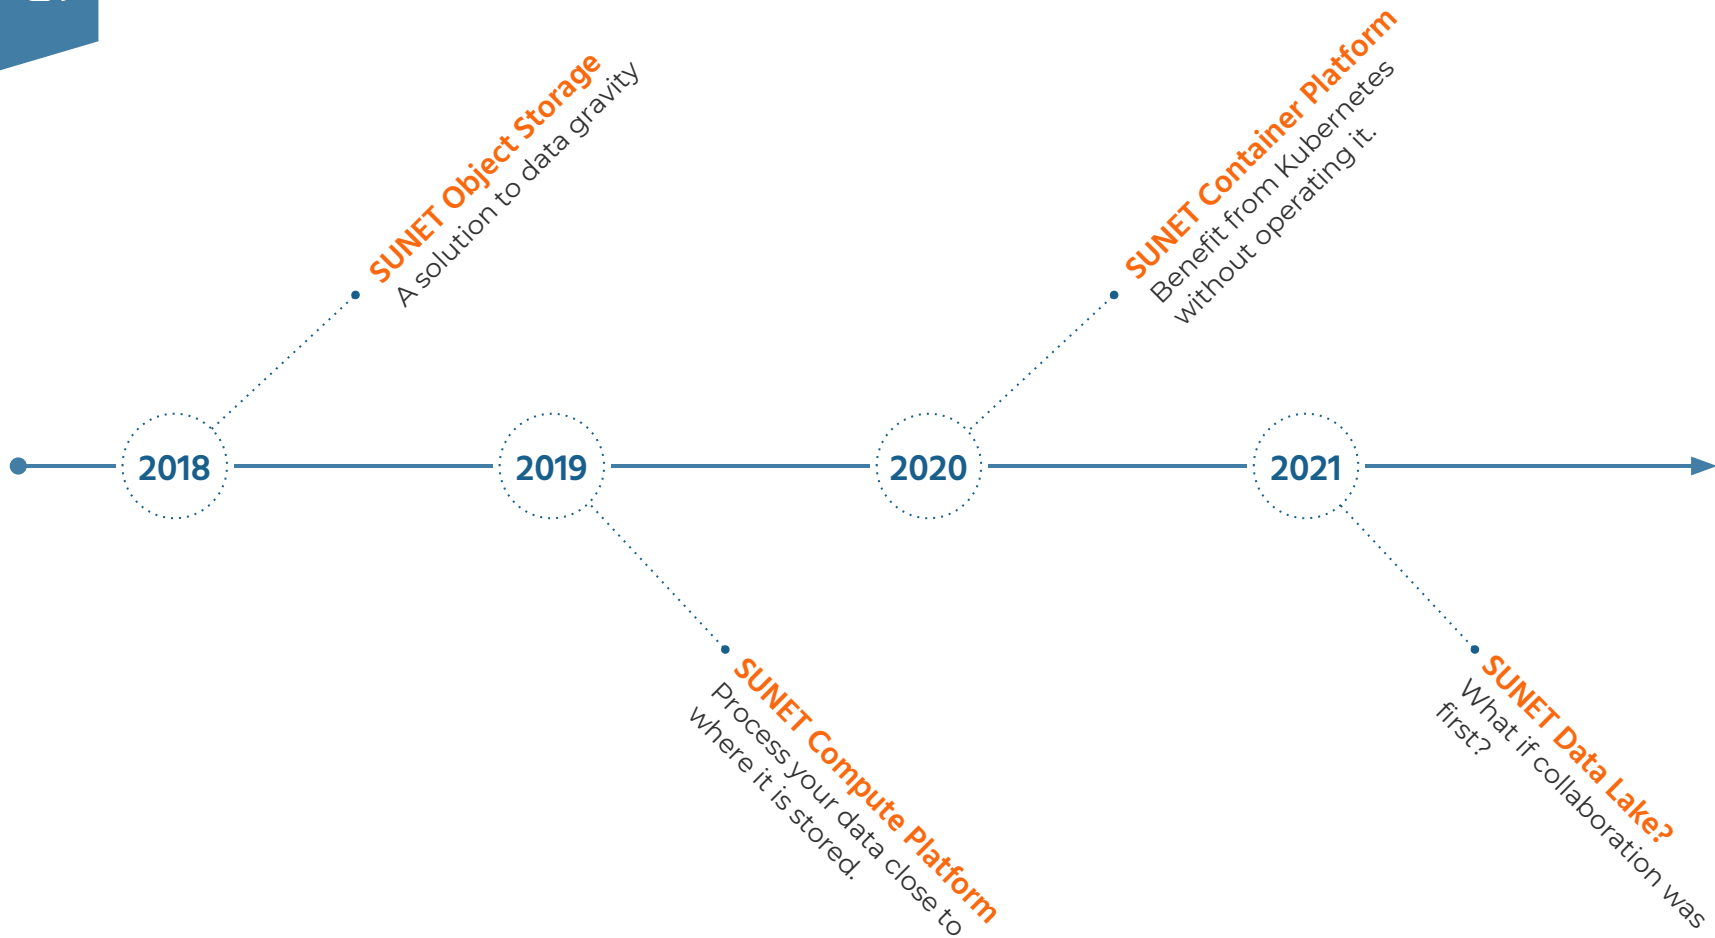 SUNET Object Storage
A solution to data gravity
SUNET Container Platform
Benefit from Kubernetes
without operating it.
2018
2019
2020
2021
SUNET Compute Platform
Process your data close to
where it is stored.
SUNET Data Lake?
What if collaboration was
first?